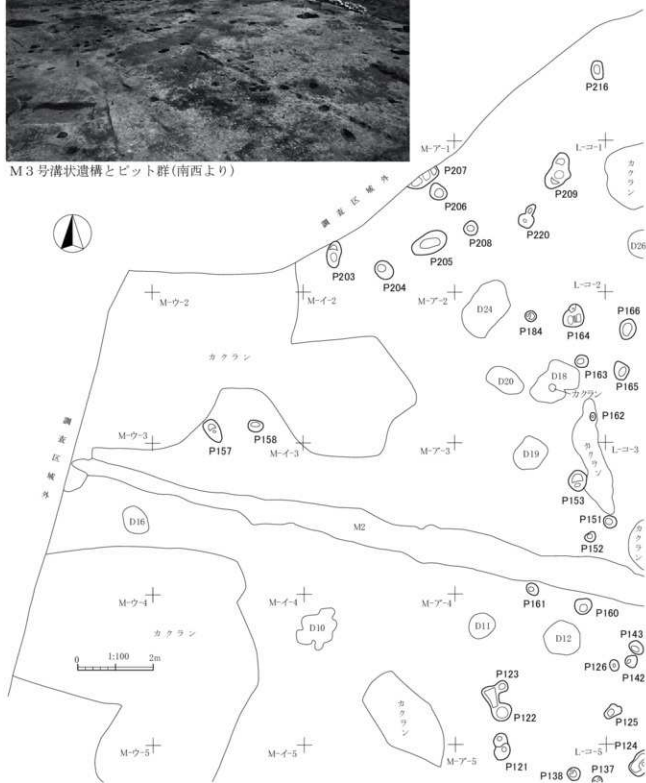 M3号溝状遺構とピット群(南西より)
P216
M-ア-1
L-コ-1
カクラン
調査区域外
P207
P209
P206
P220
P208
D26
P203
P204
P205
M-ウ-2
M-イ-2
M-ア-2
L-コ-2
D24
P184
P164
P166
カクラン
P163
D20
D18
P165
カクラン
P162
調査区域外
P157
P158
M-ウ-3
M-イ-3
M-ア-3
L-コ-3
D19
カクラン
P153
P151
カクラン
D16
M2
P152
P161
P160
M-ウ-4
M-イ-4
M-ア-4
カクラン
D10
D11
D12
P143
P126
P142
0 1:100 2m
P123
P122
カクラン
P125
P124
M-ウ-5
M-イ-5
M-ア-5
P121
L-コ-5
P138
P137